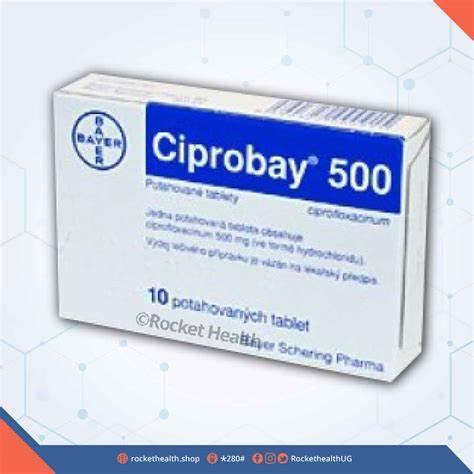 BAYER
BAYER
Ciprobay® 500
Potahované tablety
ciprofloxacinum
Jedna potahovaná tableta obsahuje
ciprofloxacinum 500 mg (ve formě hydrochloridu).
Výdej léčivého přípravku je vázán na lékařský předpis.
10 potahovaných tablet
©Rocket Health
Bayer Schering Pharma
rockethealth.shop
*280#
RockethealthUG